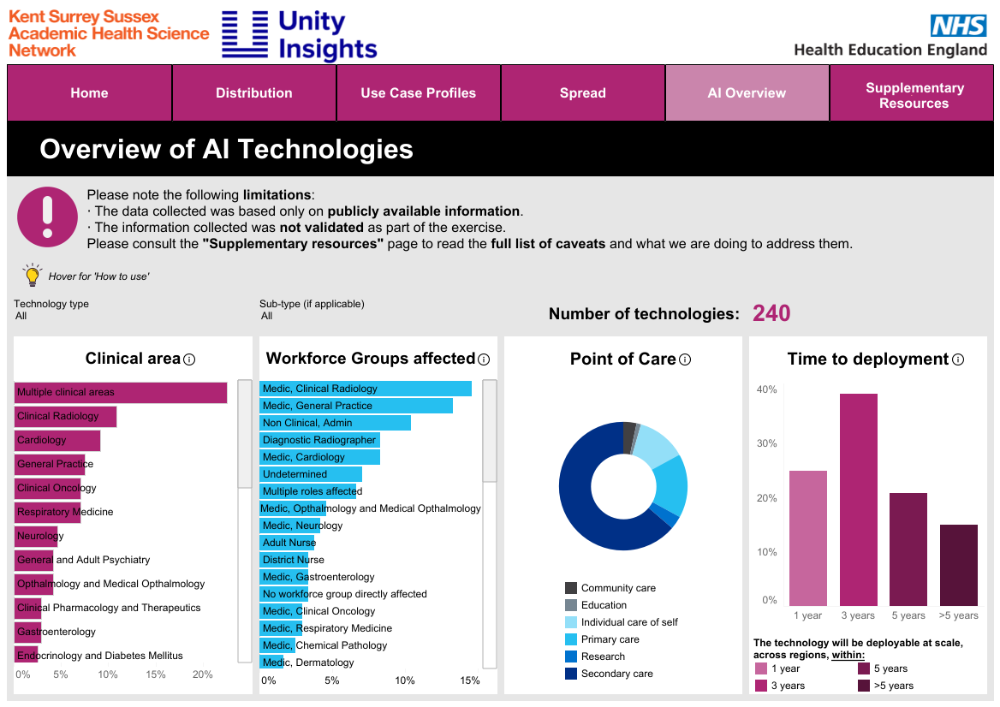 Kent Surrey Sussex
Academic Health Science
Network
Unity
Insights
NHS
Health Education England
Home
Distribution
Use Case Profiles
Spread
AI Overview
Supplementary
Resources
Overview of AI Technologies
Please note the following limitations:
· The data collected was based only on publicly available information.
· The information collected was not validated as part of the exercise.
Please consult the "Supplementary resources" page to read the full list of caveats and what we are doing to address them.
Hover for 'How to use'
Technology type
All
Sub-type (if applicable)
All
Number of technologies: 240
Clinical area
Multiple clinical areas
Clinical Radiology
Cardiology
General Practice
Clinical Oncology
Respiratory Medicine
Neurology
General and Adult Psychiatry
Opthalmology and Medical Opthalmology
Clinical Pharmacology and Therapeutics
Gastroenterology
Endocrinology and Diabetes Mellitus
0% 5% 10% 15% 20%
Workforce Groups affected
Medic, Clinical Radiology
Medic, General Practice
Non Clinical, Admin
Diagnostic Radiographer
Medic, Cardiology
Undetermined
Multiple roles affected
Medic, Opthalmology and Medical Opthalmology
Medic, Neurology
Adult Nurse
District Nurse
Medic, Gastroenterology
No workforce group directly affected
Medic, Clinical Oncology
Medic, Respiratory Medicine
Medic, Chemical Pathology
Medic, Dermatology
0% 5% 10% 15%
Point of Care
Community care
Education
Individual care of self
Primary care
Research
Secondary care
Time to deployment
40%
30%
20%
10%
0%
1 year 3 years 5 years >5 years
The technology will be deployable at scale,
across regions, within:
1 year 5 years
3 years >5 years